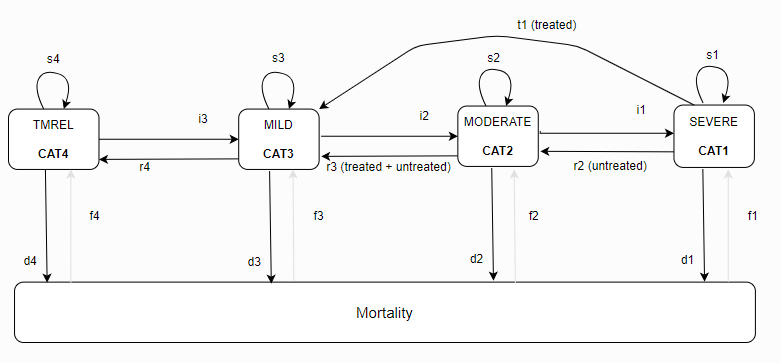 t1 (treated)
s4
s3
s2
s1
TMREL
CAT4
i3
r4
MILD
CAT3
i2
r3 (treated + untreated)
MODERATE
CAT2
i1
r2 (untreated)
SEVERE
CAT1
d4
f4
d3
f3
d2
f2
d1
f1
Mortality